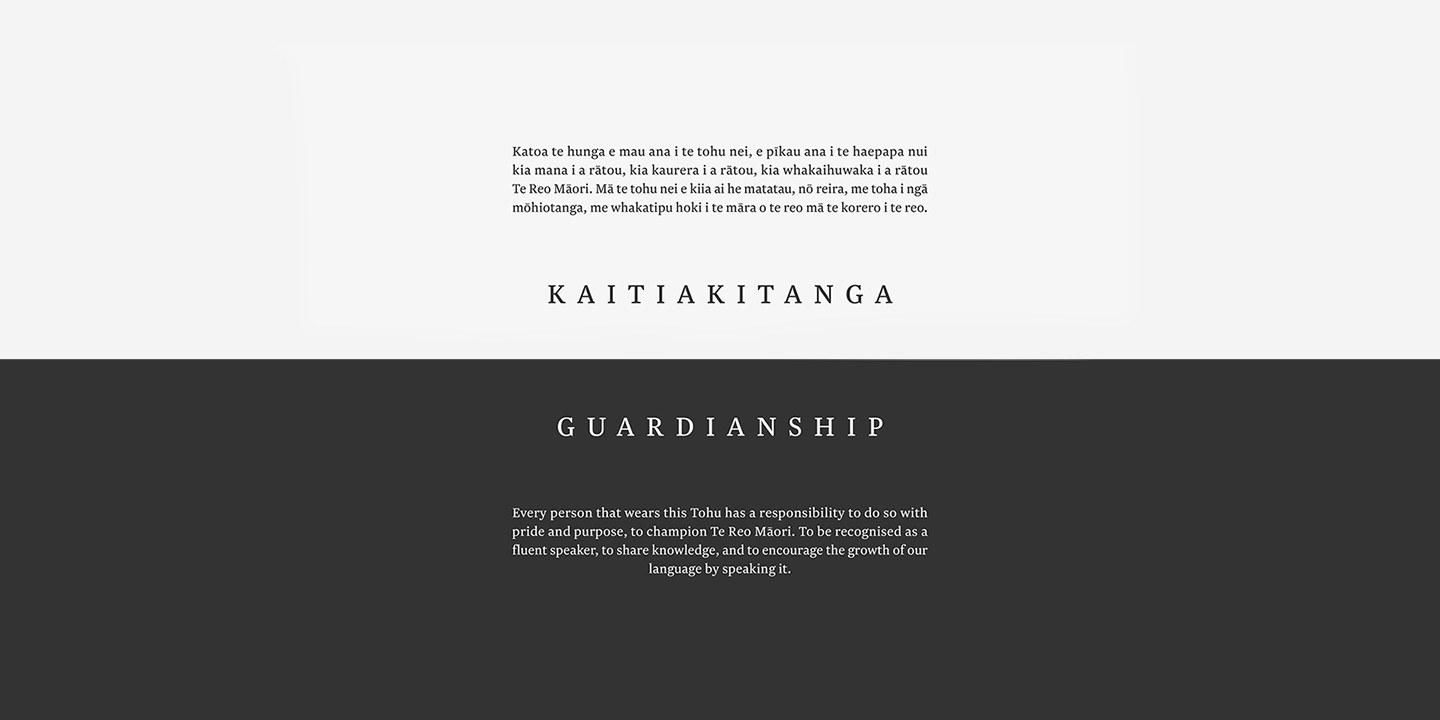 Katoa te hunga e mau ana i te tohu nei, e pīkau ana i te haepapa nui
kia mana i a rātou, kia kaurera i a rātou, kia whakaihuwaka i a rātou
Te Reo Māori. Mā te tohu nei e kiia ai he matatau, nō reira, me toha i ngā
mōhiotanga, me whakatipu hoki i te māra o te reo mā te korero i te reo.
KAITIAKITANGA
GUARDIANSHIP
Every person that wears this Tohu has a responsibility to do so with
pride and purpose, to champion Te Reo Māori. To be recognised as a
fluent speaker, to share knowledge, and to encourage the growth of our
language by speaking it.